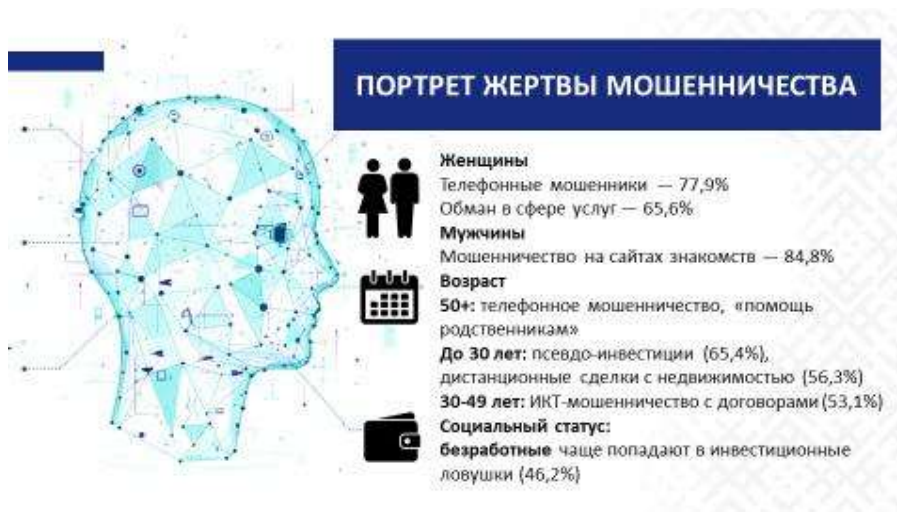 ПОРТРЕТ ЖЕРТВЫ МОШЕННИЧЕСТВА
Женщины
Телефонные мошенники — 77,9%
Обман в сфере услуг — 65,6%
Мужчины
Мошенничество на сайтах знакомств — 84,8%
Возраст
50+: телефонное мошенничество, «помощь
родственникам»
До 30 лет: псевдо-инвестиции (65,4%),
дистанционные сделки с недвижимостью (56,3%)
30-49 лет: ИКТ-мошенничество с договорами (53,1%)
Социальный статус:
безработные чаще попадают в инвестиционные
ловушки (46,2%)